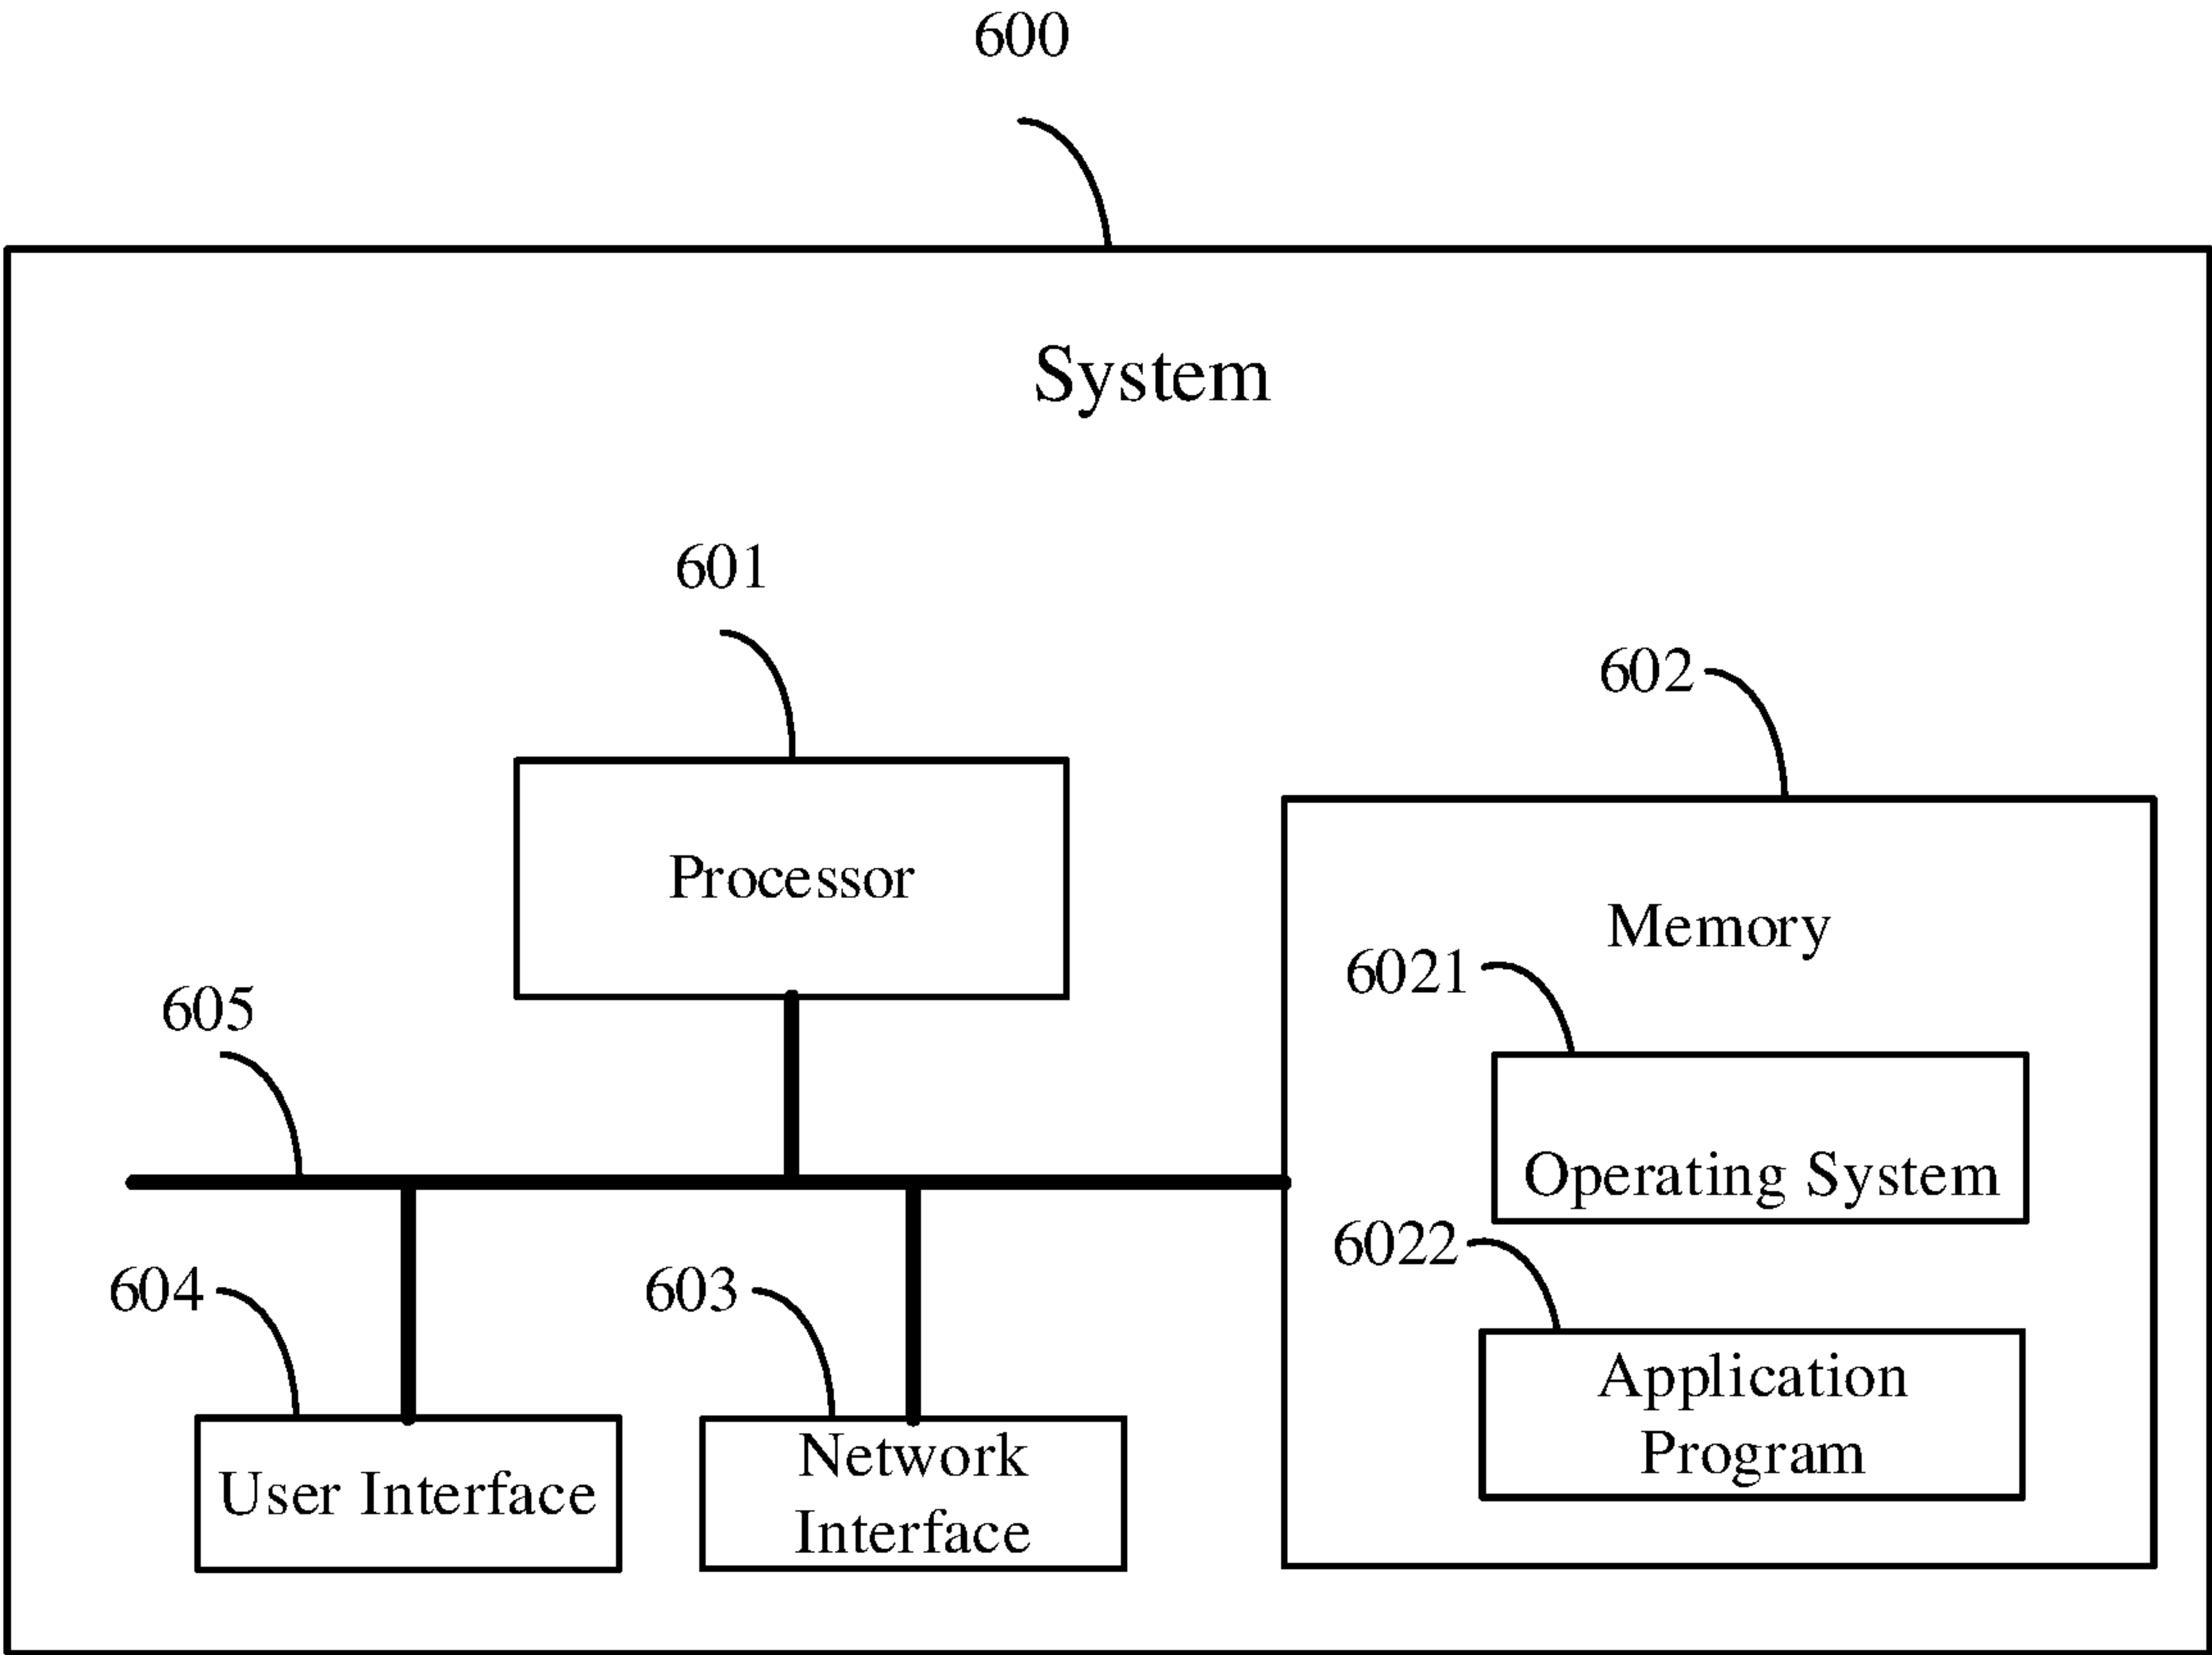 600
System
601
602
Processor
Memory
6021
605
Operating System
6022
604
603
Application
Program
User Interface
Network
Interface